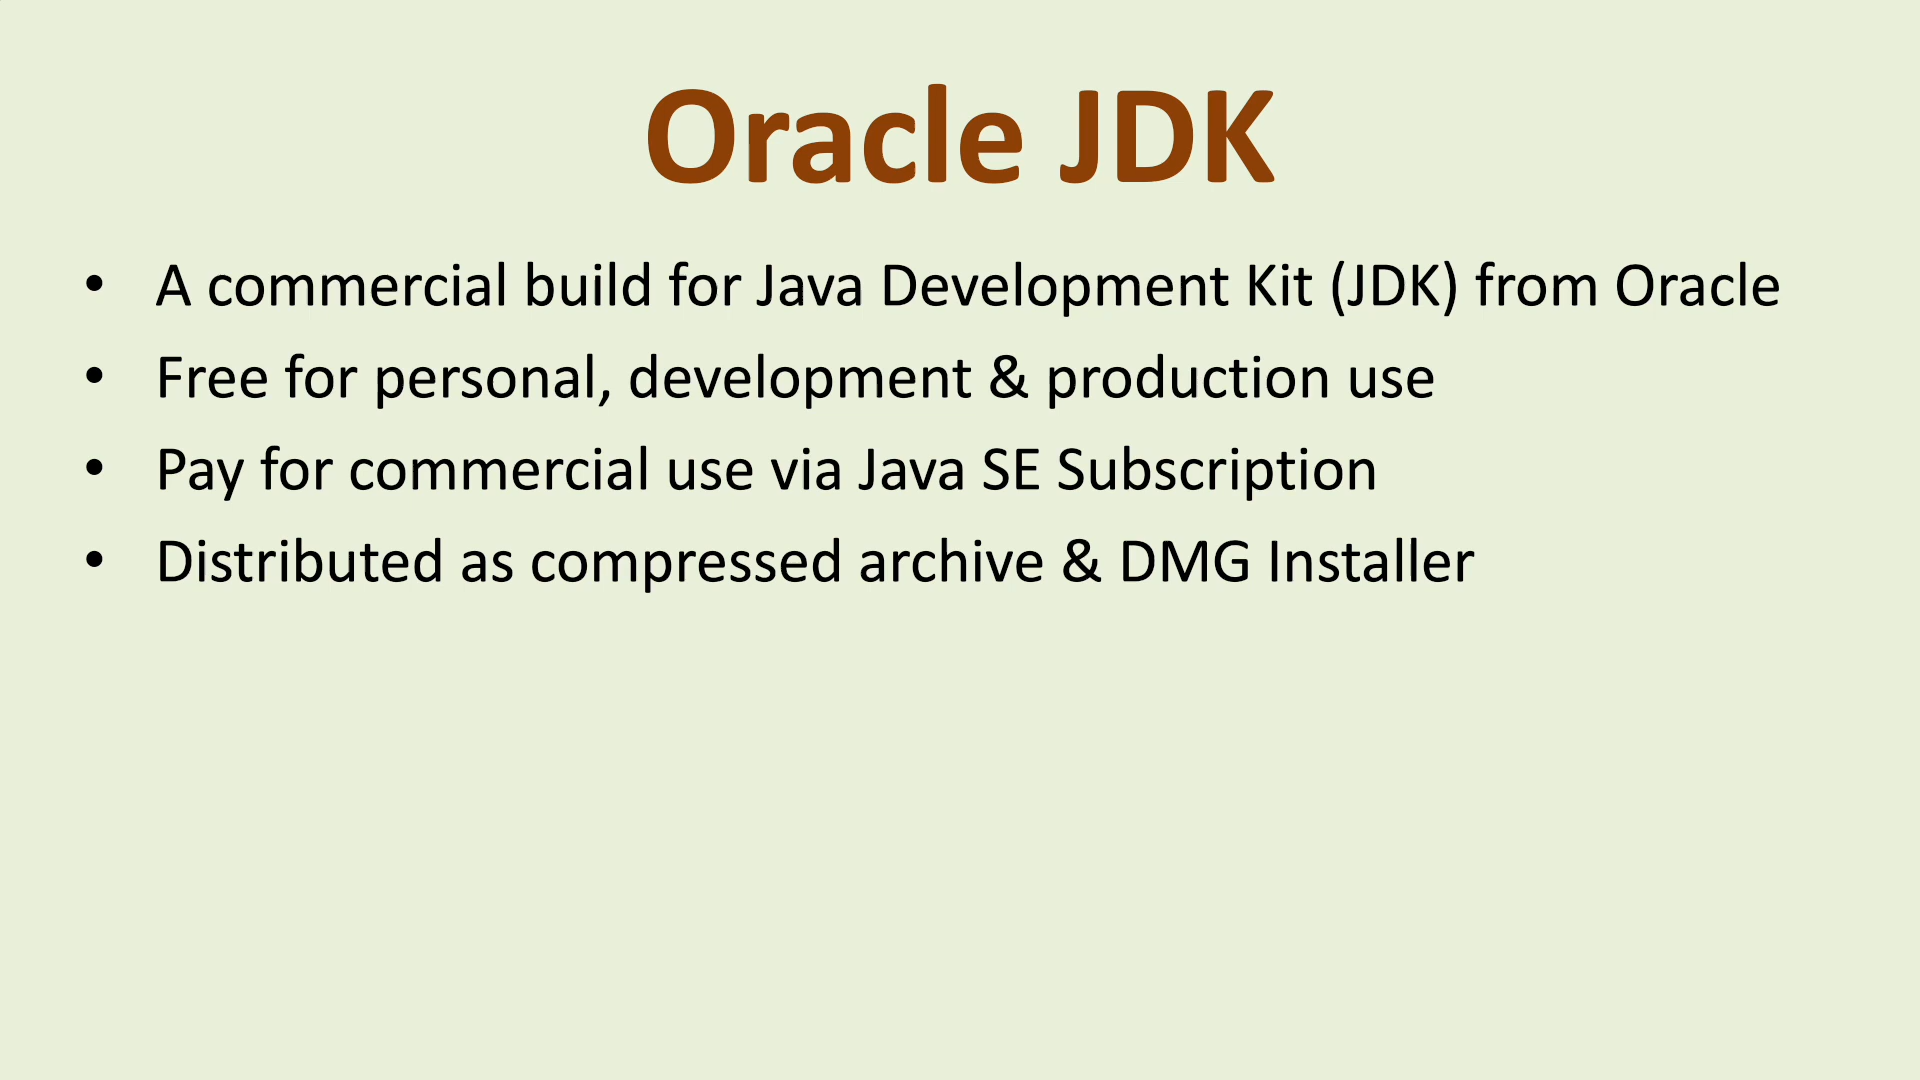 Oracle JDK
• A commercial build for Java Development Kit (JDK) from Oracle
• Free for personal, development & production use
• Pay for commercial use via Java SE Subscription
• Distributed as compressed archive & DMG Installer